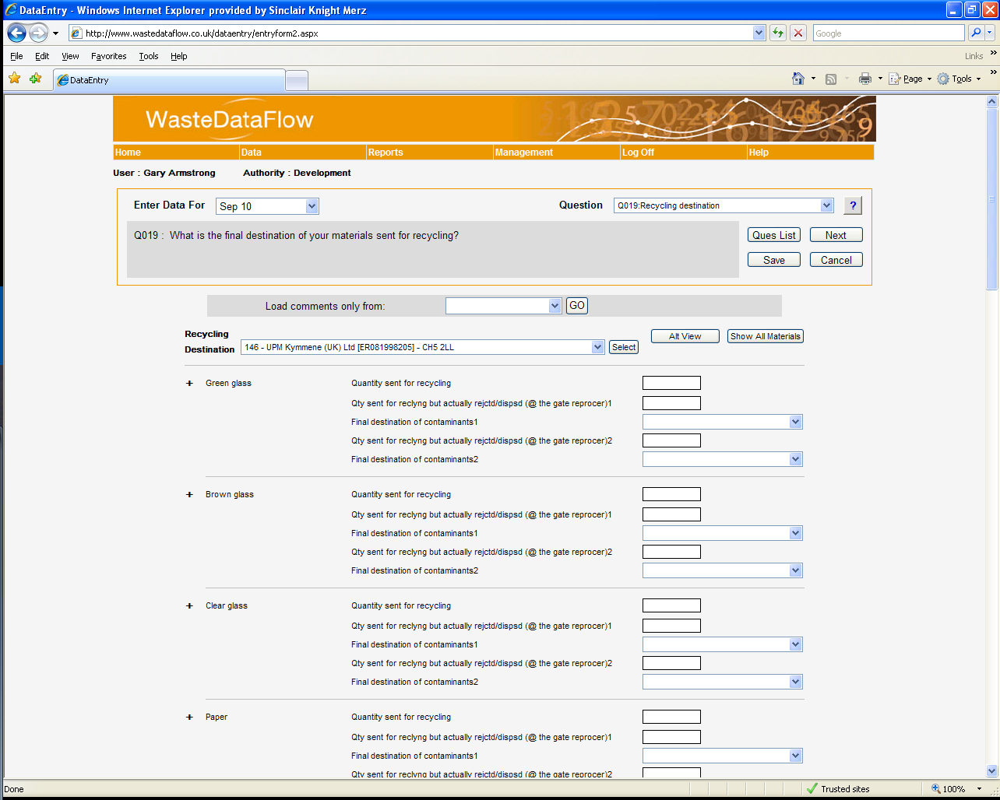 DataEntry - Windows Internet Explorer provided by Sinclair Knight Merz
http://www.wastedataflow.co.uk/dataentry/entryform2.aspx
Google
File Edit View Favorites Tools Help
Links
DataEntry
Page Tools
WasteDataFlow
Home Data Reports Management Log Off Help
User : Gary Armstrong Authority : Development
Enter Data For Sep 10 Question Q019:Recycling destination ?
Q019 : What is the final destination of your materials sent for recycling?
Ques List Next
Save Cancel
Load comments only from: GO
Recycling
Destination 146 - UPM Kymmene (UK) Ltd [ER081998205] - CH5 2LL Select Alt View Show All Materials
+ Green glass Quantity sent for recycling
Qty sent for reclyng but actually rejctd/dispsd (@ the gate reprocer)1
Final destination of contaminants1
Qty sent for reclyng but actually rejctd/dispsd (@ the gate reprocer)2
Final destination of contaminants2
+ Brown glass Quantity sent for recycling
Qty sent for reclyng but actually rejctd/dispsd (@ the gate reprocer)1
Final destination of contaminants1
Qty sent for reclyng but actually rejctd/dispsd (@ the gate reprocer)2
Final destination of contaminants2
+ Clear glass Quantity sent for recycling
Qty sent for reclyng but actually rejctd/dispsd (@ the gate reprocer)1
Final destination of contaminants1
Qty sent for reclyng but actually rejctd/dispsd (@ the gate reprocer)2
Final destination of contaminants2
+ Paper Quantity sent for recycling
Qty sent for reclyng but actually rejctd/dispsd (@ the gate reprocer)1
Final destination of contaminants1
Qty sent for reclyng but actually rejctd/dispsd (@ the gate reprocer)2
Done Trusted sites 100%